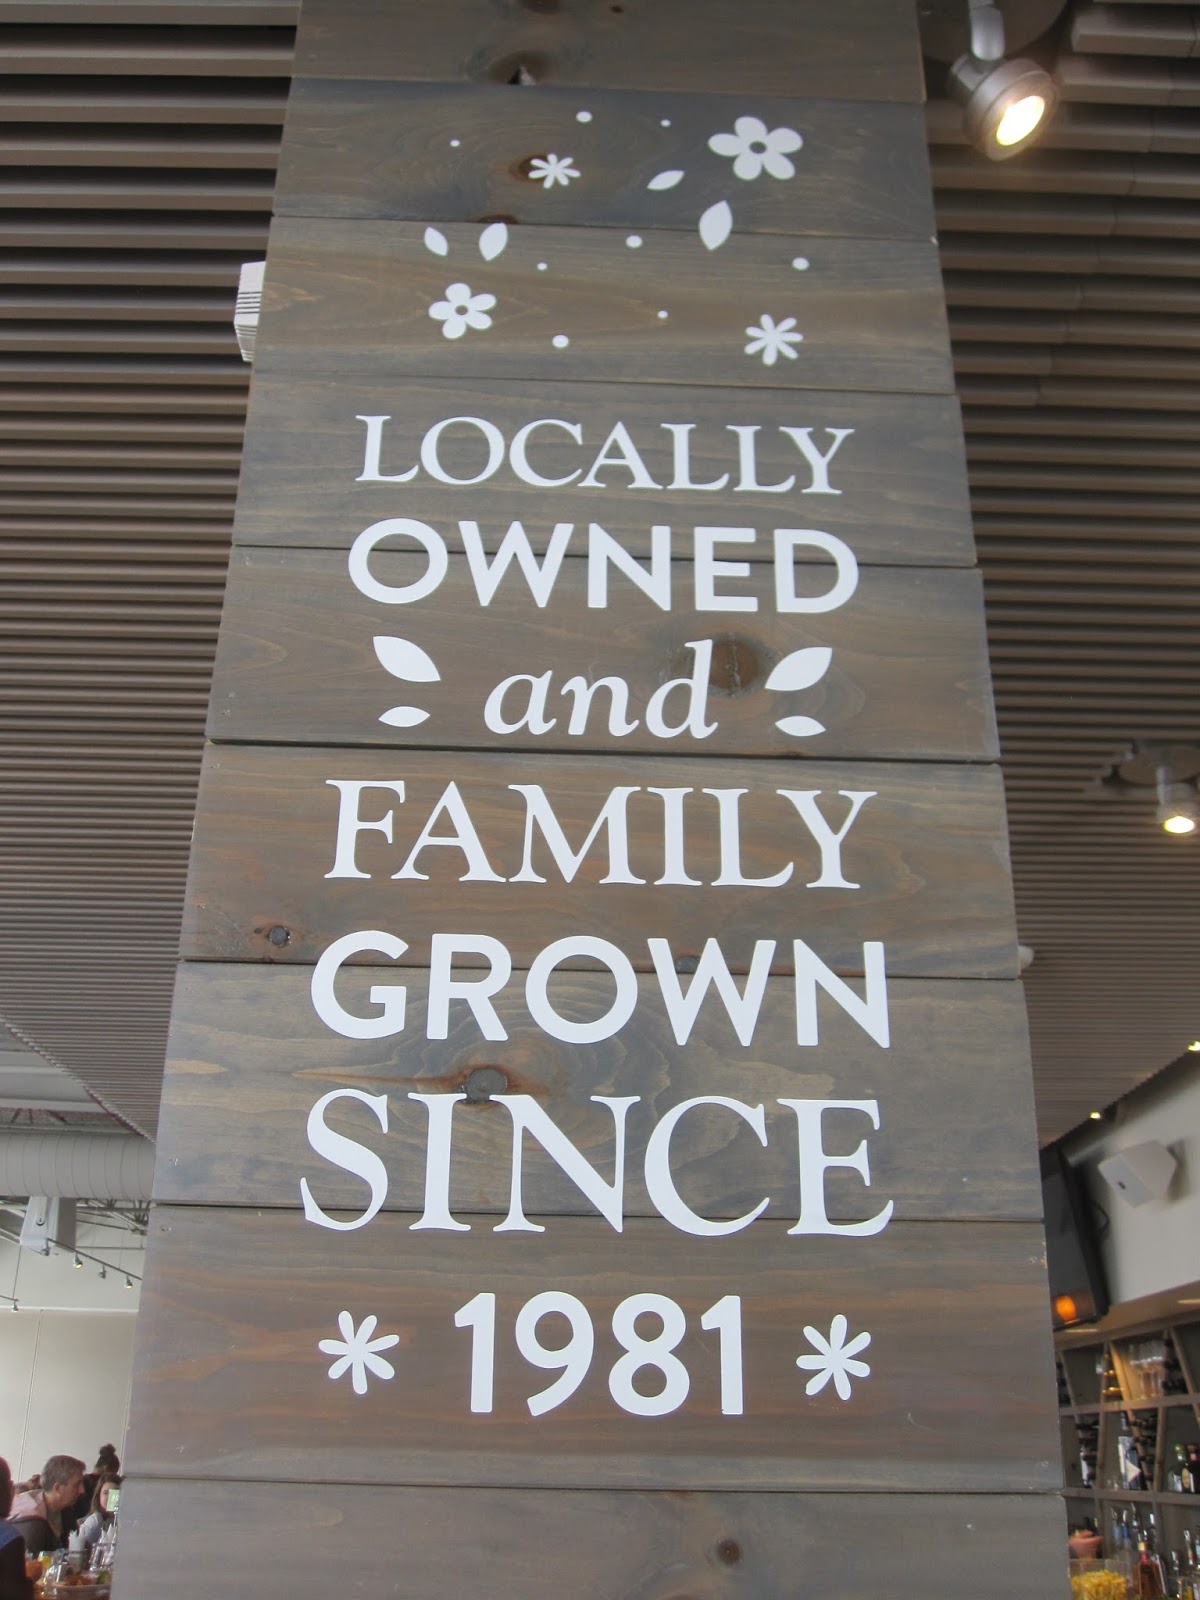 LOCALLY
OWNED
and
FAMILY
GROWN
SINCE
1981